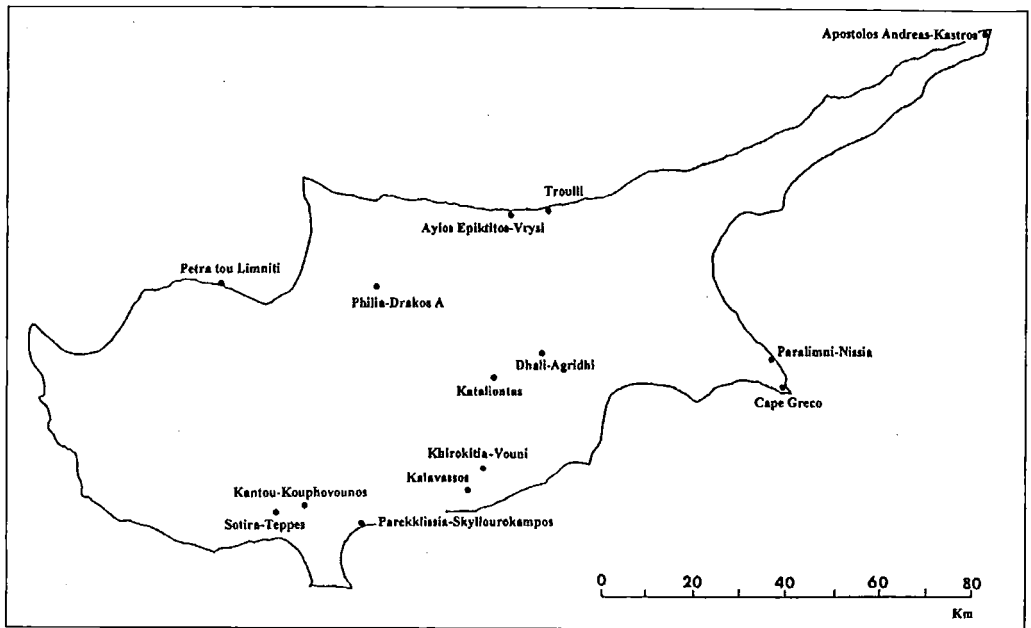 Apostolos Andreas-Kastros
Troulli
Ayios Epiktitos-Vrysi
Petra tou Limniti
Philia-Drakos A
Paralimni-Nissia
Dhali-Agridhi
Kataliontas
Cape Greco
Khirokitia-Vouni
Kalavassos
Kantou-Kouphovounos
Sotira-Teppes
Parekklissia-Skyllourokampos
0 20 40 60 80
Km